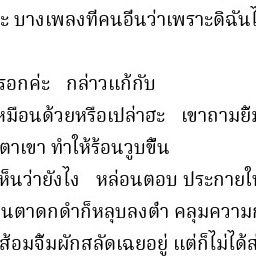 ะ บางเพลงที่คนอื่นว่าเพราะดิฉัน
รอกค่ะ กล่าวแก้กับ
หมือนด้วยหรือเปล่าฮะ เขาถามยิ้ม
ตาเขา ทำให้ร้อนวูบขึ้น
ห็นว่ายังไง หล่อนตอบ ประกายใ
นตาดกดำก็หลุบลงต่ำ คลุมความ
ส้อมจิ้มผักสลัดเฉยอยู่ แต่ก็ไม่ได้ส